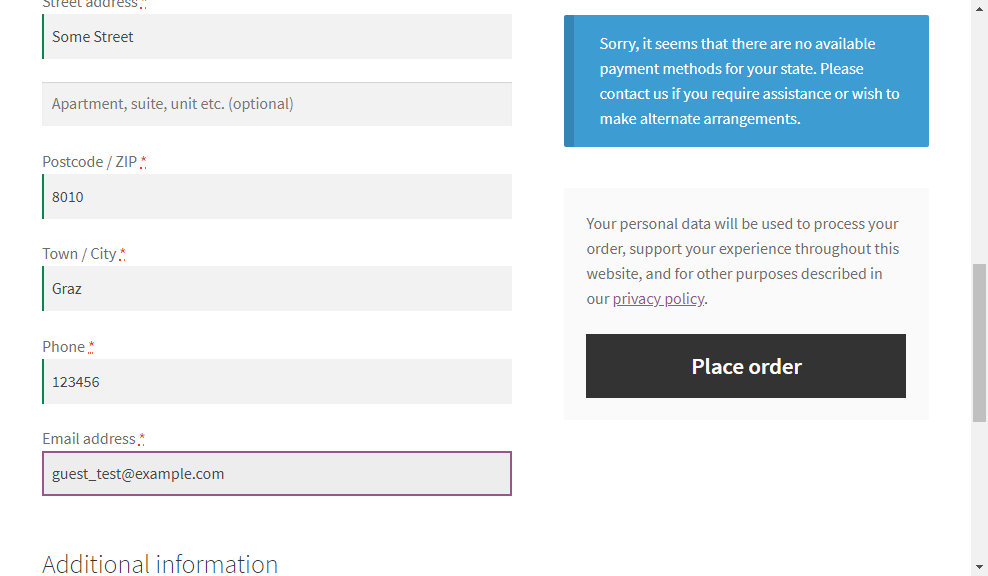 Street address *
Some Street
Apartment, suite, unit etc. (optional)
Postcode / ZIP *
8010
Town / City *
Graz
Phone *
123456
Email address *
guest_test@example.com
Additional information
Sorry, it seems that there are no available
payment methods for your state. Please
contact us if you require assistance or wish to
make alternate arrangements.
Your personal data will be used to process your
order, support your experience throughout this
website, and for other purposes described in
our privacy policy.
Place order